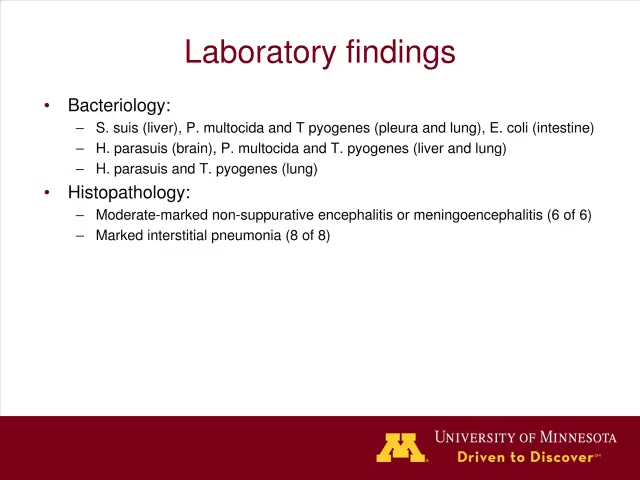 Laboratory findings
• Bacteriology:
– S. suis (liver), P. multocida and T pyogenes (pleura and lung), E. coli (intestine)
– H. parasuis (brain), P. multocida and T. pyogenes (liver and lung)
– H. parasuis and T. pyogenes (lung)
• Histopathology:
– Moderate-marked non-suppurative encephalitis or meningoencephalitis (6 of 6)
– Marked interstitial pneumonia (8 of 8)
M
UNIVERSITY OF MINNESOTA
Driven to Discover℠